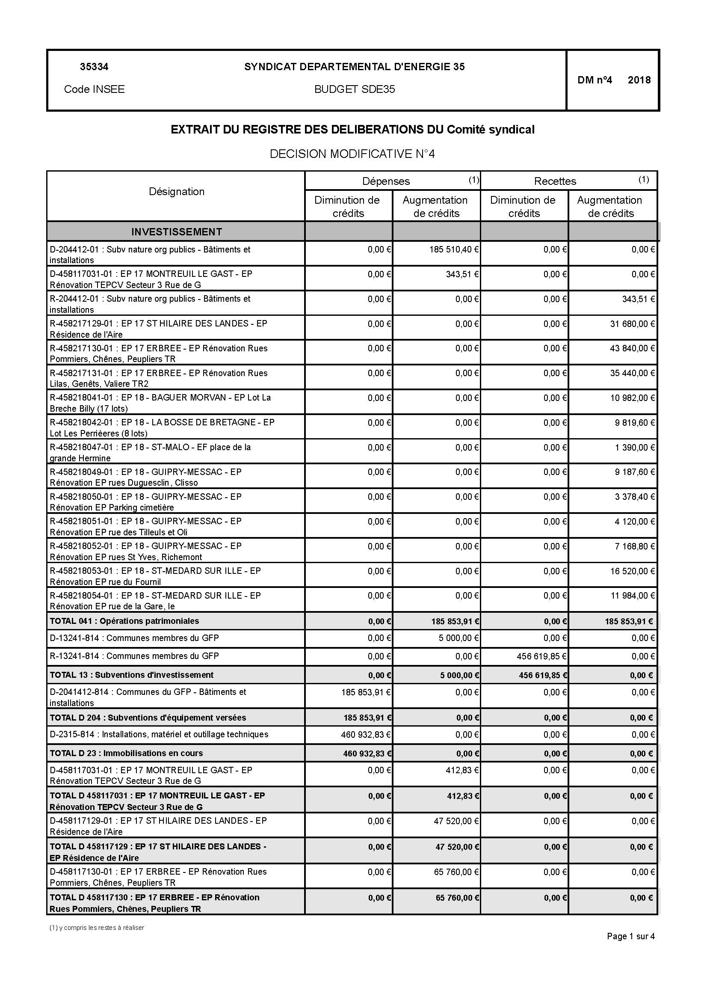 35334 SYNDICAT DEPARTEMENTAL D'ENERGIE 35
DM n°4 2018
Code INSEE BUDGET SDE35
EXTRAIT DU REGISTRE DES DELIBERATIONS DU Comité syndical
DECISION MODIFICATIVE N°4
Désignation Dépenses (1) Recettes (1)
Diminution de Augmentation Diminution de Augmentation
crédits de crédits crédits de crédits
INVESTISSEMENT
D-204412-01 : Subv nature org publics - Bâtiments et 0,00 € 185 510,40 € 0,00 € 0,00 €
installations
D-458117031-01 : EP 17 MONTREUIL LE GAST - EP 0,00 € 343,51 € 0,00 € 0,00 €
Rénovation TEPCV Secteur 3 Rue de G
R-204412-01 : Subv nature org publics - Bâtiments et 0,00 € 0,00 € 0,00 € 343,51 €
installations
R-458217129-01 : EP 17 ST HILAIRE DES LANDES - EP 0,00 € 0,00 € 0,00 € 31 680,00 €
Résidence de l'Aire
R-458217130-01 : EP 17 ERBREE - EP Rénovation Rues 0,00 € 0,00 € 0,00 € 43 840,00 €
Pommiers, Chênes, Peupliers TR
R-458217131-01 : EP 17 ERBREE - EP Rénovation Rues 0,00 € 0,00 € 0,00 € 35 440,00 €
Lilas, Genêts, Valiere TR2
R-458218041-01 : EP 18 - BAGUER MORVAN - EP Lot La 0,00 € 0,00 € 0,00 € 10 982,00 €
Breche Billy (17 lots)
R-458218042-01 : EP 18 - LA BOSSE DE BRETAGNE - EP 0,00 € 0,00 € 0,00 € 9 819,60 €
Lot Les Perrièeres (8 lots)
R-458218047-01 : EP 18 - ST-MALO - EF place de la 0,00 € 0,00 € 0,00 € 1 390,00 €
grande Hermine
R-458218049-01 : EP 18 - GUIPRY-MESSAC - EP 0,00 € 0,00 € 0,00 € 9 187,60 €
Rénovation EP rues Duguesclin, Clisso
R-458218050-01 : EP 18 - GUIPRY-MESSAC - EP 0,00 € 0,00 € 0,00 € 3 378,40 €
Rénovation EP Parking cimetière
R-458218051-01 : EP 18 - GUIPRY-MESSAC - EP 0,00 € 0,00 € 0,00 € 4 120,00 €
Rénovation EP rue des Tilleuls et Oli
R-458218052-01 : EP 18 - GUIPRY-MESSAC - EP 0,00 € 0,00 € 0,00 € 7 168,80 €
Rénovation EP rues St Yves, Richemont
R-458218053-01 : EP 18 - ST-MEDARD SUR ILLE - EP 0,00 € 0,00 € 0,00 € 16 520,00 €
Rénovation EP rue du Fournil
R-458218054-01 : EP 18 - ST-MEDARD SUR ILLE - EP 0,00 € 0,00 € 0,00 € 11 984,00 €
Rénovation EP rue de la Gare, le
TOTAL 041 : Opérations patrimoniales 0,00 € 185 853,91 € 0,00 € 185 853,91 €
D-13241-814 : Communes membres du GFP 0,00 € 5 000,00 € 0,00 € 0,00 €
R-13241-814 : Communes membres du GFP 0,00 € 0,00 € 456 619,85 € 0,00 €
TOTAL 13 : Subventions d'investissement 0,00 € 5 000,00 € 456 619,85 € 0,00 €
D-2041412-814 : Communes du GFP - Bâtiments et 185 853,91 € 0,00 € 0,00 € 0,00 €
installations
TOTAL D 204 : Subventions d'équipement versées 185 853,91 € 0,00 € 0,00 € 0,00 €
D-2315-814 : Installations, matériel et outillage techniques 460 932,83 € 0,00 € 0,00 € 0,00 €
TOTAL D 23 : Immobilisations en cours 460 932,83 € 0,00 € 0,00 € 0,00 €
D-458117031-01 : EP 17 MONTREUIL LE GAST - EP 0,00 € 412,83 € 0,00 € 0,00 €
Rénovation TEPCV Secteur 3 Rue de G
TOTAL D 458117031 : EP 17 MONTREUIL LE GAST - EP 0,00 € 412,83 € 0,00 € 0,00 €
Rénovation TEPCV Secteur 3 Rue de G
D-458117129-01 : EP 17 ST HILAIRE DES LANDES - EP 0,00 € 47 520,00 € 0,00 € 0,00 €
Résidence de l'Aire
TOTAL D 458117129 : EP 17 ST HILAIRE DES LANDES - 0,00 € 47 520,00 € 0,00 € 0,00 €
EP Résidence de l'Aire
D-458117130-01 : EP 17 ERBREE - EP Rénovation Rues 0,00 € 65 760,00 € 0,00 € 0,00 €
Pommiers, Chênes, Peupliers TR
TOTAL D 458117130 : EP 17 ERBREE - EP Rénovation 0,00 € 65 760,00 € 0,00 € 0,00 €
Rues Pommiers, Chênes, Peupliers TR
(1) y compris les restes à réaliser
Page 1 sur 4